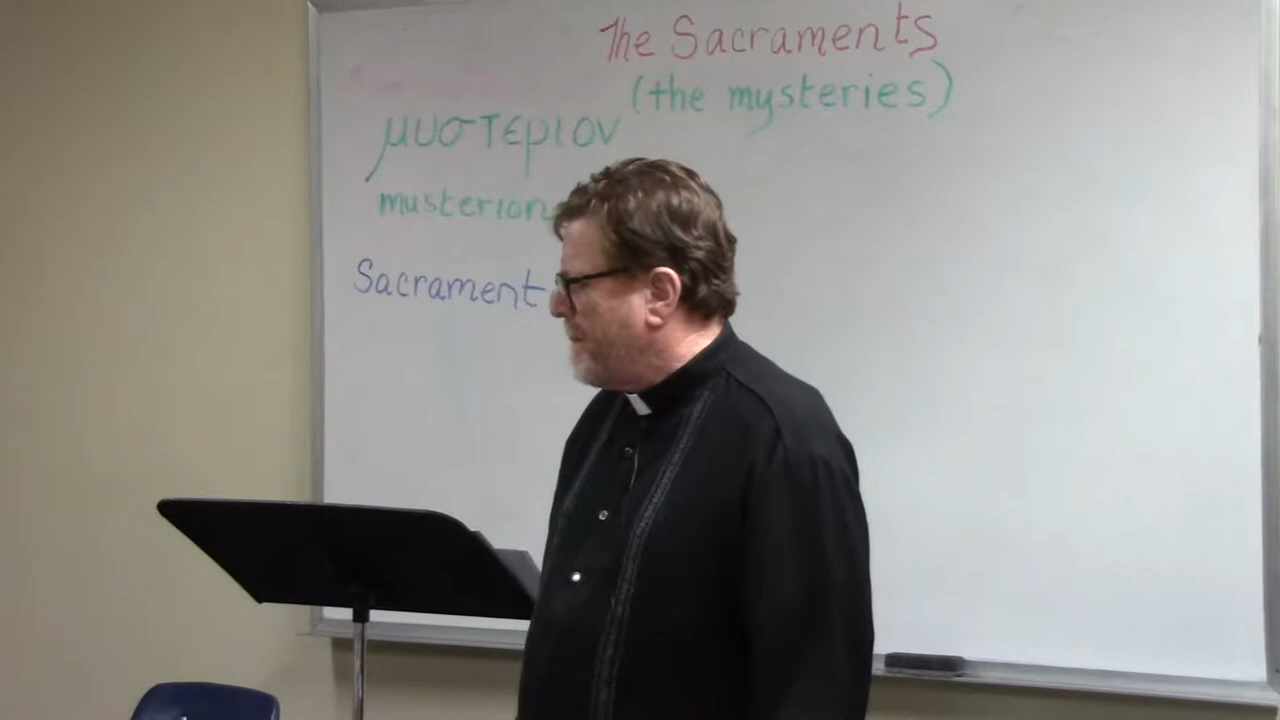 The Sacraments
(the mysteries)
μυστεριον
musterion
Sacrament